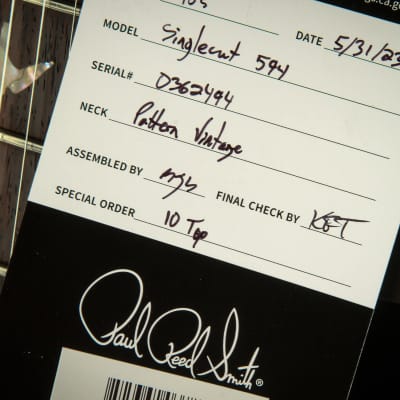 DATE 5/31/23
MODEL Singlecut 594
SERIAL# 0362494
NECK Pattern Vintage
ASSEMBLED BY
FINAL CHECK BY KET
SPECIAL ORDER 10 Top
Paul Reed Smith®